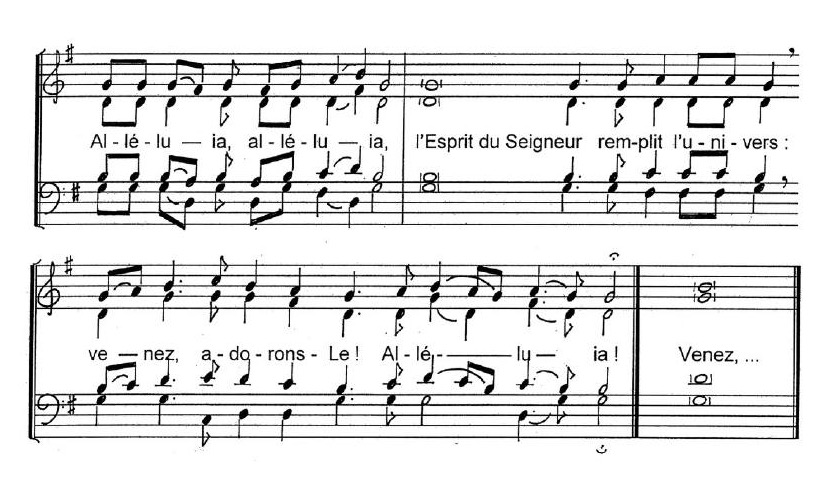 Al - lé - lu — ia, al - lé - lu — ia, l'Esprit du Seigneur rem-plit l'u - ni - vers :
ve — nez, a - do - rons - Le ! Al - lé - — lu — ia ! Venez, ...